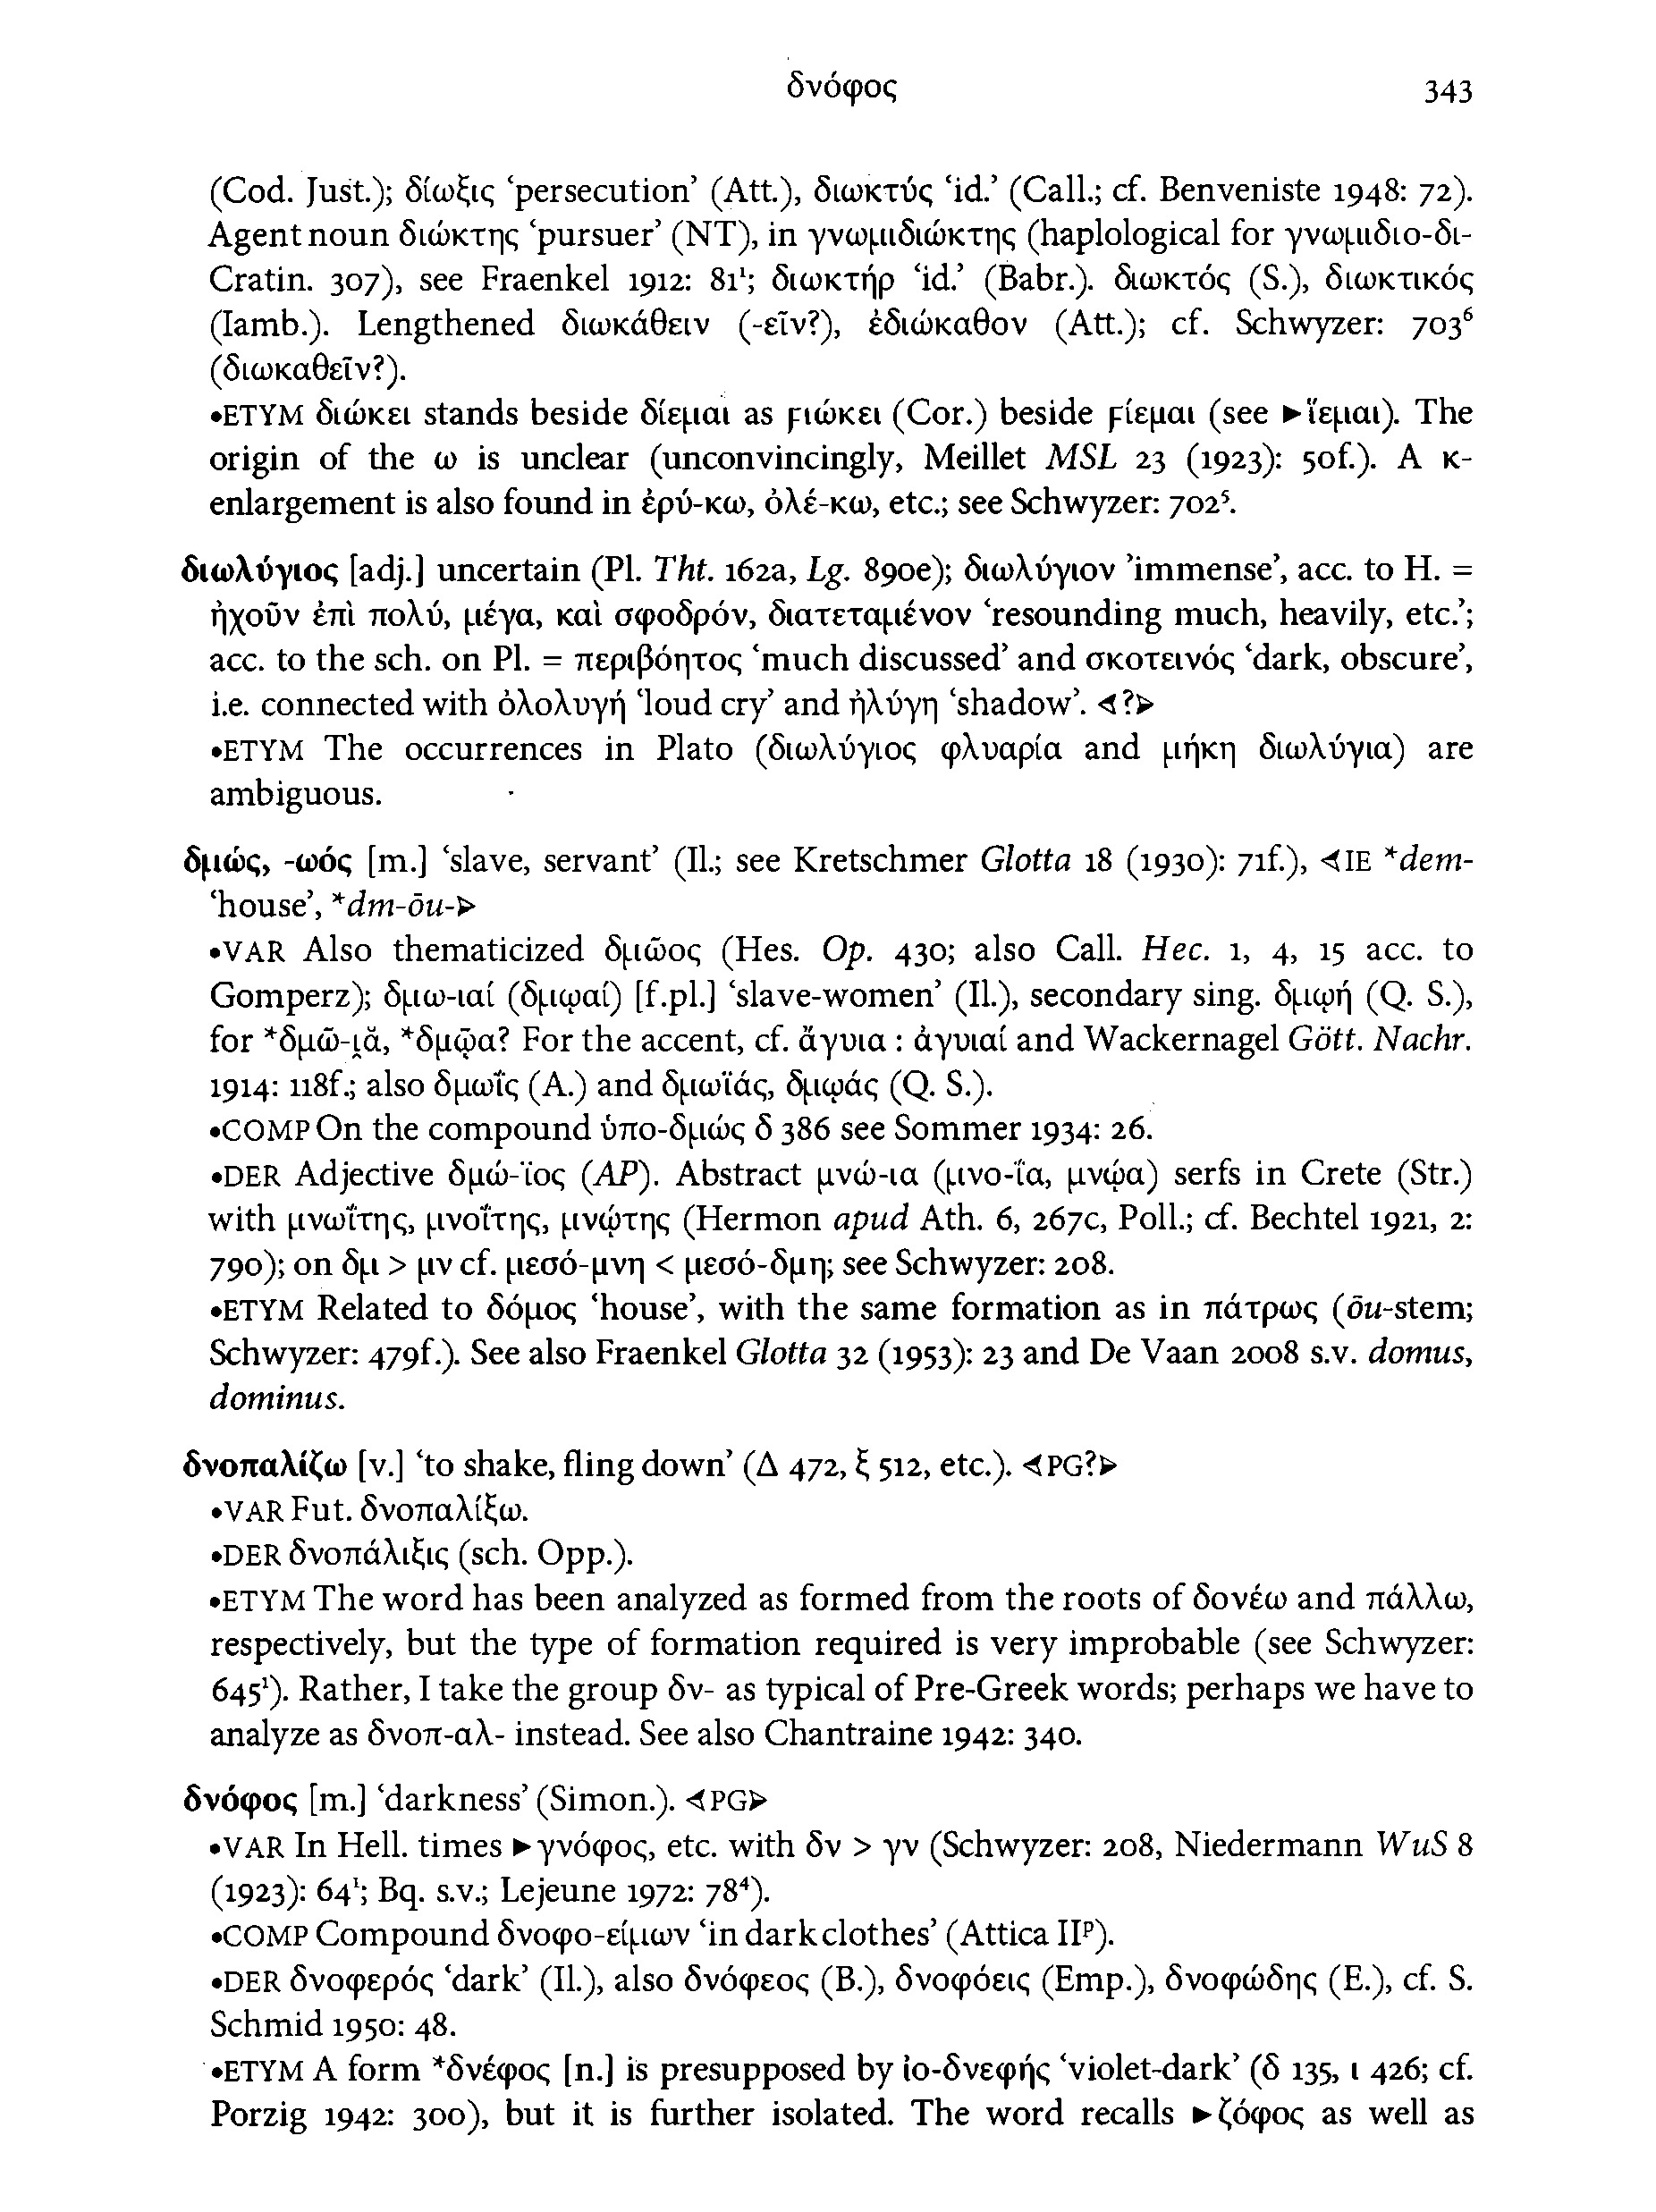 δνόφος 343
(Cod. Just.); δίωξις ‘persecution’ (Att.), διωκτύς ‘id.’ (Call.; cf. Benveniste 1948: 72).
Agent noun διώκτης ‘pursuer’ (NT), in γνωμιδιώκτης (haplological for γνωμιδιο-δι-
Cratin. 307), see Fraenkel 1912: 81¹; διωκτήρ ‘id.’ (Babr.). διωκτός (S.), διωκτικός
(Iamb.). Lengthened διωκάθειν (-εῖν?), ἐδιώκαθον (Att.); cf. Schwyzer: 703⁶
(διωκαθεῖν?).
•ETYM διώκει stands beside δίεμαι as ϝιώκει (Cor.) beside ϝίεμαι (see ►ἵεμαι). The
origin of the ω is unclear (unconvincingly, Meillet MSL 23 (1923): 50f.). A κ-
enlargement is also found in ἐρύ-κω, ὀλέ-κω, etc.; see Schwyzer: 702⁵.
διωλύγιος [adj.] uncertain (Pl. Tht. 162a, Lg. 890e); διωλύγιον ’immense’, acc. to H. =
ἠχοῦν ἐπὶ πολύ, μέγα, καὶ σφοδρόν, διατεταμένον ‘resounding much, heavily, etc.’;
acc. to the sch. on Pl. = περιβόητος ‘much discussed’ and σκοτεινός ‘dark, obscure’,
i.e. connected with ὀλολυγή ‘loud cry’ and ἠλύγη ‘shadow’. ⊲?⊳
•ETYM The occurrences in Plato (διωλύγιος φλυαρία and μήκη διωλύγια) are
ambiguous.
δμώς, -ωός [m.] ‘slave, servant’ (Il.; see Kretschmer Glotta 18 (1930): 71f.), ⊲IE *dem-
‘house’, *dm-ōu-⊳
•VAR Also thematicized δμῶος (Hes. Op. 430; also Call. Hec. 1, 4, 15 acc. to
Gomperz); δμω-ιαί (δμῳαί) [f.pl.] ‘slave-women’ (Il.), secondary sing. δμῳή (Q. S.),
for *δμῶ-ι̯ᾰ, *δμῷα? For the accent, cf. ἄγυια : ἀγυιαί and Wackernagel Gött. Nachr.
1914: 118f.; also δμωΐς (A.) and δμωϊάς, δμῳάς (Q. S.).
•COMP On the compound ὑπο-δμώς δ 386 see Sommer 1934: 26.
•DER Adjective δμώ-ϊος (AP). Abstract μνώ-ια (μνο-ΐα, μνῴα) serfs in Crete (Str.)
with μνωΐτης, μνοΐτης, μνῴτης (Hermon apud Ath. 6, 267c, Poll.; cf. Bechtel 1921, 2:
790); on δμ > μν cf. μεσό-μνη < μεσό-δμη; see Schwyzer: 208.
•ETYM Related to δόμος ‘house’, with the same formation as in πάτρως (ōu-stem;
Schwyzer: 479f.). See also Fraenkel Glotta 32 (1953): 23 and De Vaan 2008 s.v. domus,
dominus.
δνοπαλίζω [v.] ‘to shake, fling down’ (Δ 472, ξ 512, etc.). ⊲PG?⊳
•VAR Fut. δνοπαλίξω.
•DER δνοπάλιξις (sch. Opp.).
•ETYM The word has been analyzed as formed from the roots of δονέω and πάλλω,
respectively, but the type of formation required is very improbable (see Schwyzer:
645¹). Rather, I take the group δν- as typical of Pre-Greek words; perhaps we have to
analyze as δνοπ-αλ- instead. See also Chantraine 1942: 340.
δνόφος [m.] ‘darkness’ (Simon.). ⊲PG⊳
•VAR In Hell. times ►γνόφος, etc. with δν > γν (Schwyzer: 208, Niedermann WuS 8
(1923): 64¹; Bq. s.v.; Lejeune 1972: 78⁴).
•COMP Compound δνοφο-είμων ‘in dark clothes’ (Attica IIᵖ).
•DER δνοφερός ‘dark’ (Il.), also δνόφεος (B.), δνοφόεις (Emp.), δνοφώδης (E.), cf. S.
Schmid 1950: 48.
•ETYM A form *δνέφος [n.] is presupposed by ἰο-δνεφής ‘violet-dark’ (δ 135, ι 426; cf.
Porzig 1942: 300), but it is further isolated. The word recalls ►ζόφος as well as